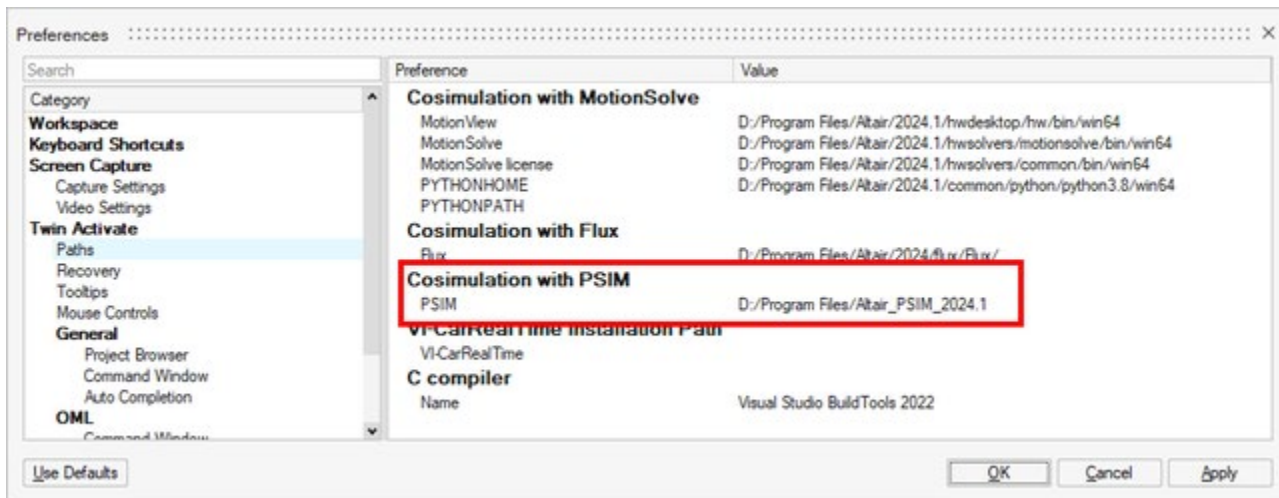 Preferences
Search
Category
Workspace
Keyboard Shortcuts
Screen Capture
Capture Settings
Video Settings
Twin Activate
Paths
Recovery
Tooltips
Mouse Controls
General
Project Browser
Command Window
Auto Completion
OML
Command Window
Preference Value
Cosimulation with MotionSolve
MotionView D:/Program Files/Altair/2024.1/hwdesktop/hw/bin/win64
MotionSolve D:/Program Files/Altair/2024.1/hwsolvers/motionsolve/bin/win64
MotionSolve license D:/Program Files/Altair/2024.1/hwsolvers/common/bin/win64
PYTHONHOME D:/Program Files/Altair/2024.1/common/python/python3.8/win64
PYTHONPATH
Cosimulation with Flux
Flux D:/Program Files/Altair/2024/flux/Flux/
Cosimulation with PSIM
PSIM D:/Program Files/Altair_PSIM_2024.1
VI-CarRealTime Installation Path
VI-CarRealTime
C compiler
Name Visual Studio BuildTools 2022
Use Defaults OK Cancel Apply